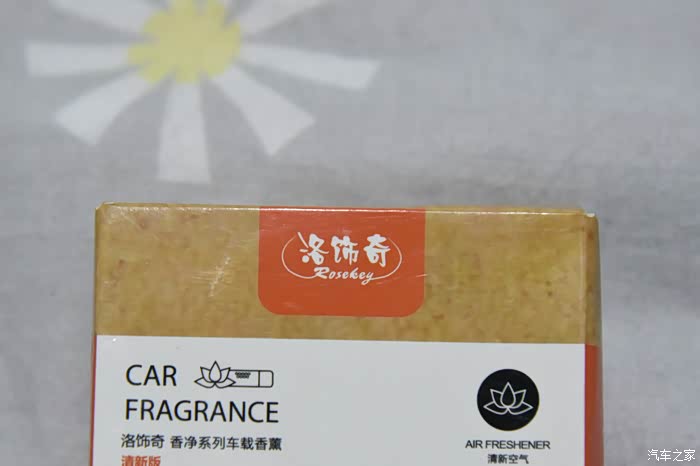 洛饰奇
Rosekey
CAR
FRAGRANCE
洛饰奇 香净系列车载香薰
清新版
AIR FRESHENER
清新空气
汽车之家